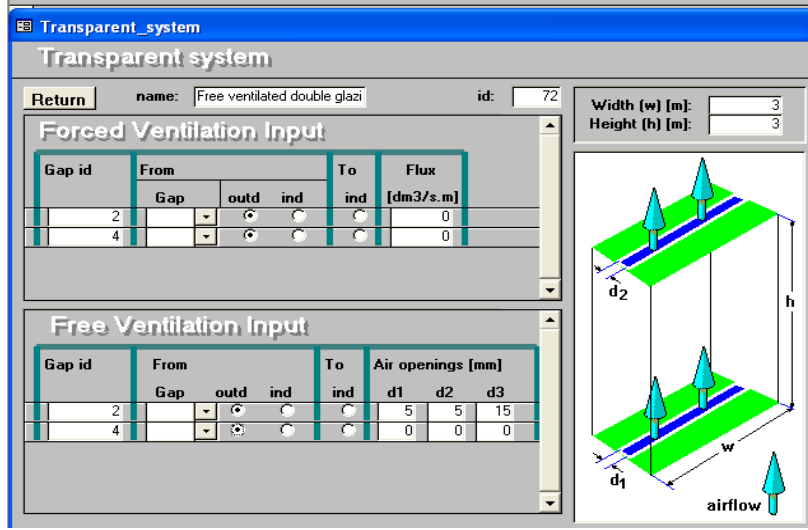 Transparent_system
Transparent system
Return name: Free ventilated double glazi id: 72
Forced Ventilation Input
Gap id From To Flux
Gap outd ind ind [dm3/s.m]
2 0
4 0
Free Ventilation Input
Gap id From To Air openings [mm]
Gap outd ind ind d1 d2 d3
2 5 5 15
4 0 0 0
Width (w) [m]: 3
Height (h) [m]: 3
d2
h
w
d1
airflow